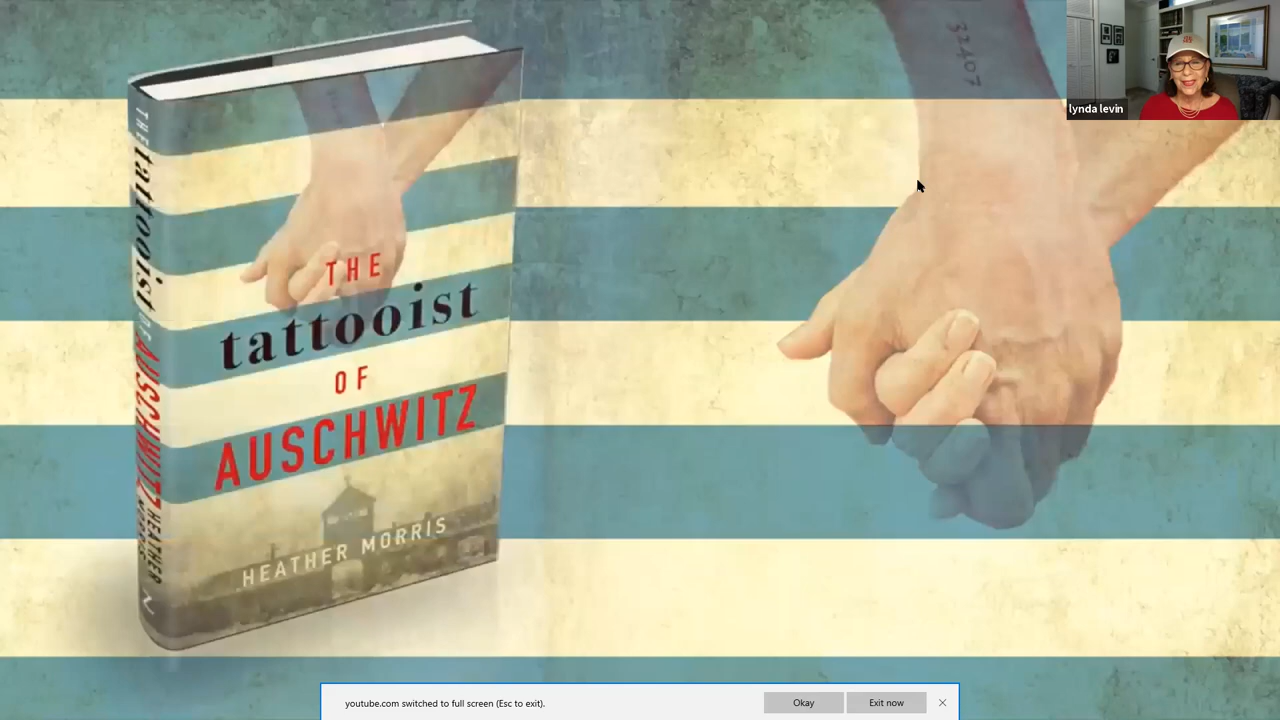 32407
lynda levin
THE tattooist OF AUSCHWITZ HEATHER MORRIS
THE
tattooist
OF
AUSCHWITZ
HEATHER MORRIS
youtube.com switched to full screen (Esc to exit).
Okay
Exit now